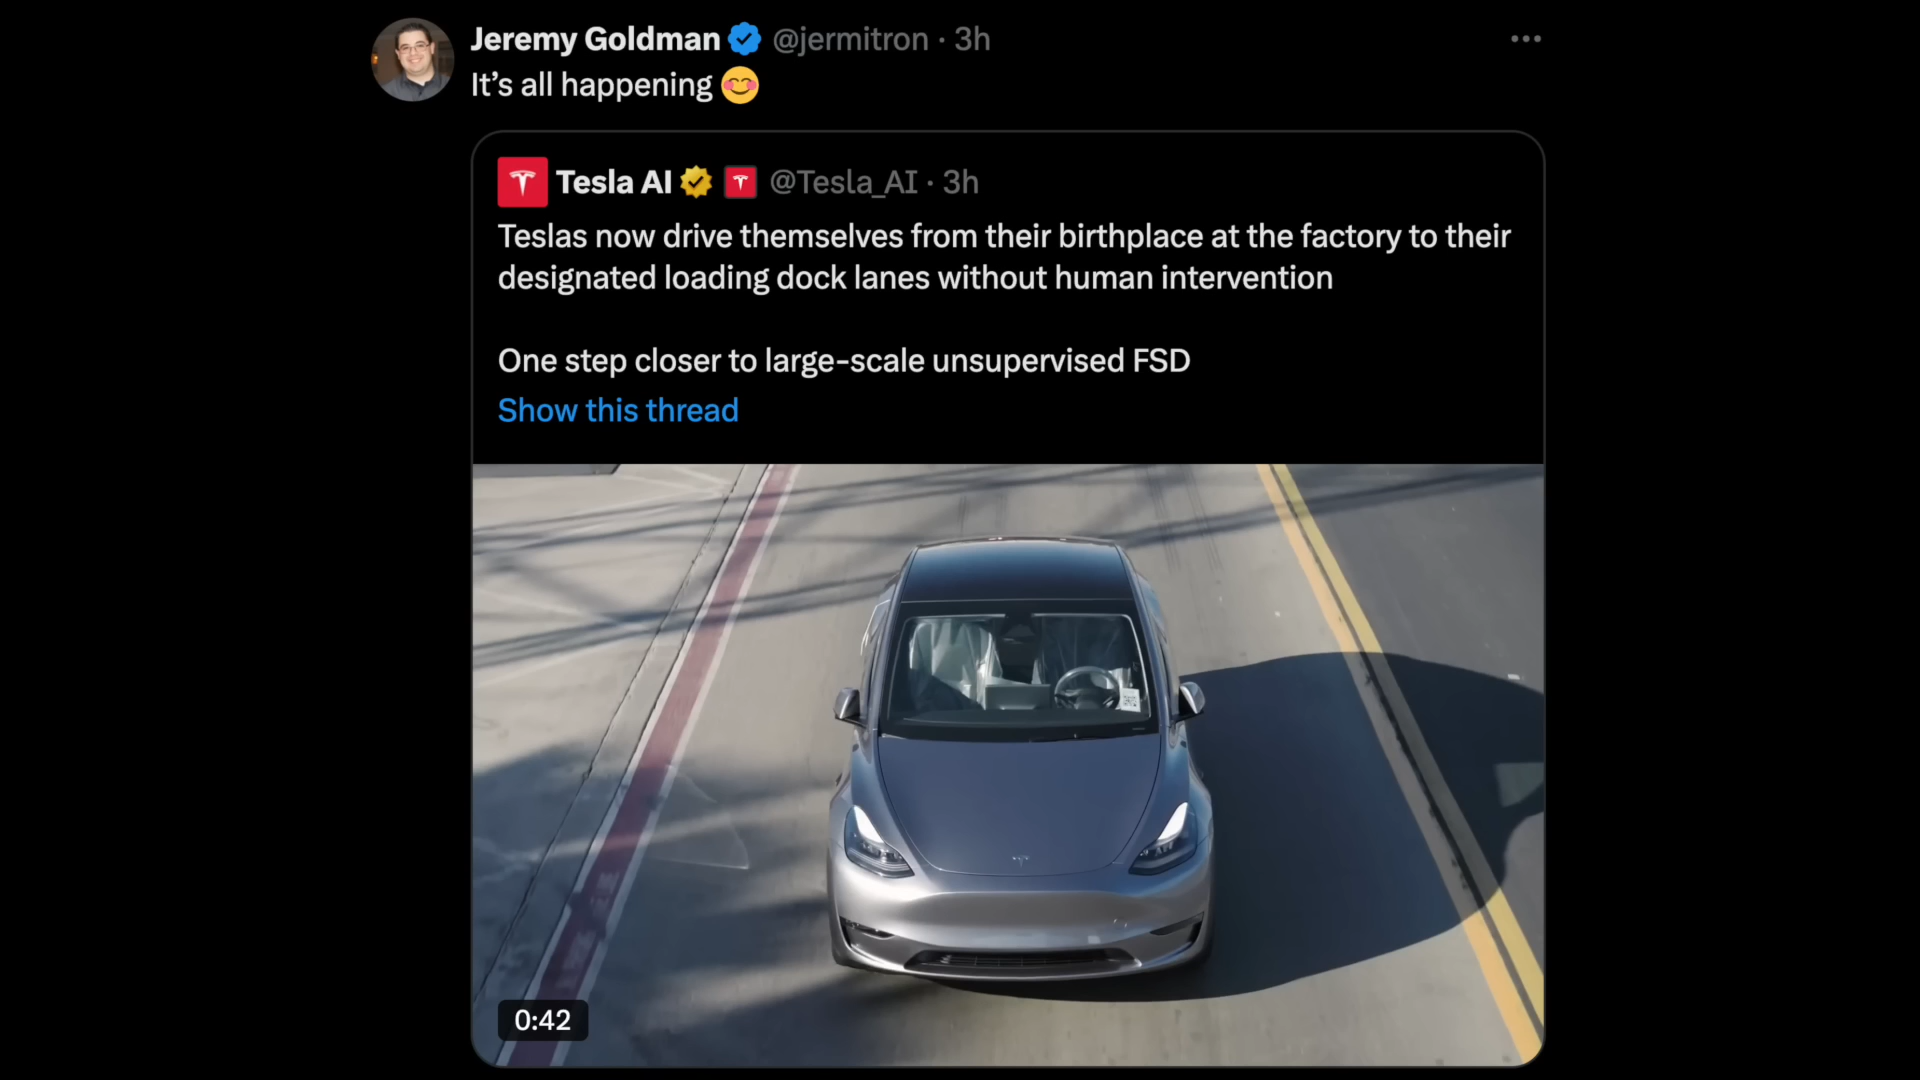 Jeremy Goldman @jermitron · 3h
It’s all happening 😊
Tesla AI @Tesla_AI · 3h
Teslas now drive themselves from their birthplace at the factory to their
designated loading dock lanes without human intervention
One step closer to large-scale unsupervised FSD
Show this thread
0:42